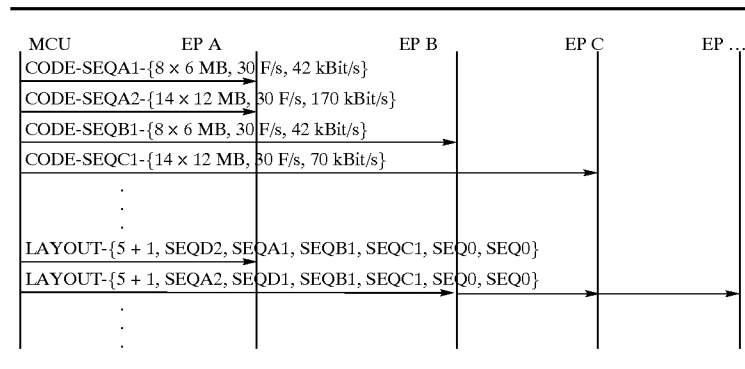 MCU EP A EP B EP C EP ...
CODE-SEQA1-{8 × 6 MB, 30 F/s, 42 kBit/s}
CODE-SEQA2-{14 × 12 MB, 30 F/s, 170 kBit/s}
CODE-SEQB1-{8 × 6 MB, 30 F/s, 42 kBit/s}
CODE-SEQC1-{14 × 12 MB, 30 F/s, 70 kBit/s}
.
.
.
LAYOUT-{5 + 1, SEQD2, SEQA1, SEQB1, SEQC1, SEQ0, SEQ0}
LAYOUT-{5 + 1, SEQA2, SEQD1, SEQB1, SEQC1, SEQ0, SEQ0}
.
.
.